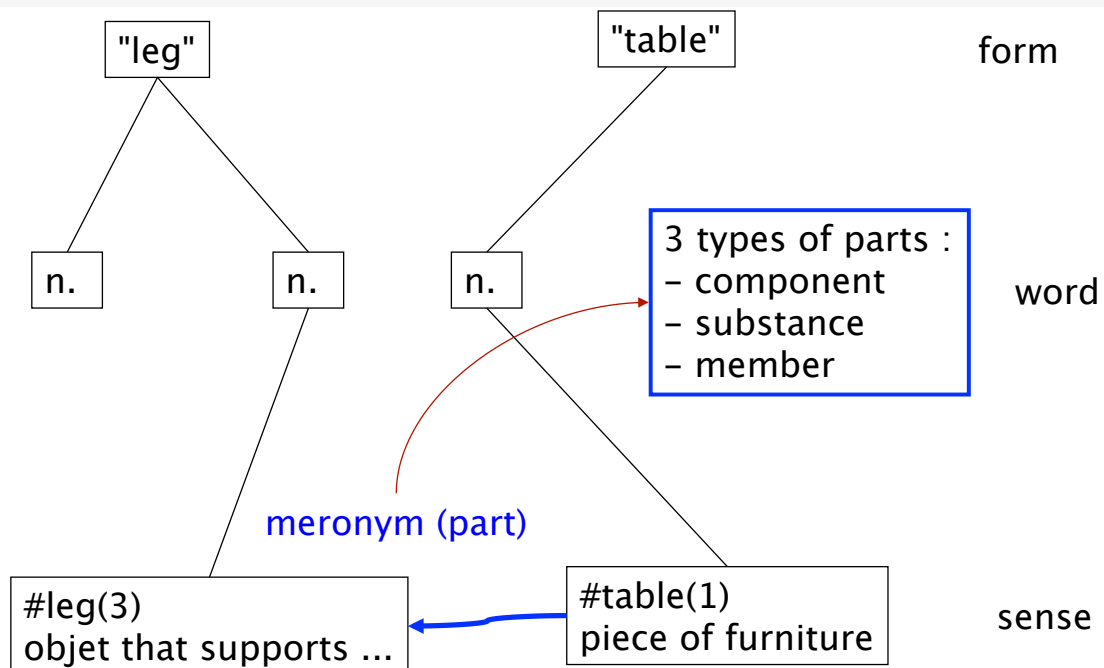 "leg"
"table"
form
n.
n.
n.
3 types of parts :
– component
– substance
– member
word
meronym (part)
#leg(3)
objet that supports ...
#table(1)
piece of furniture
sense